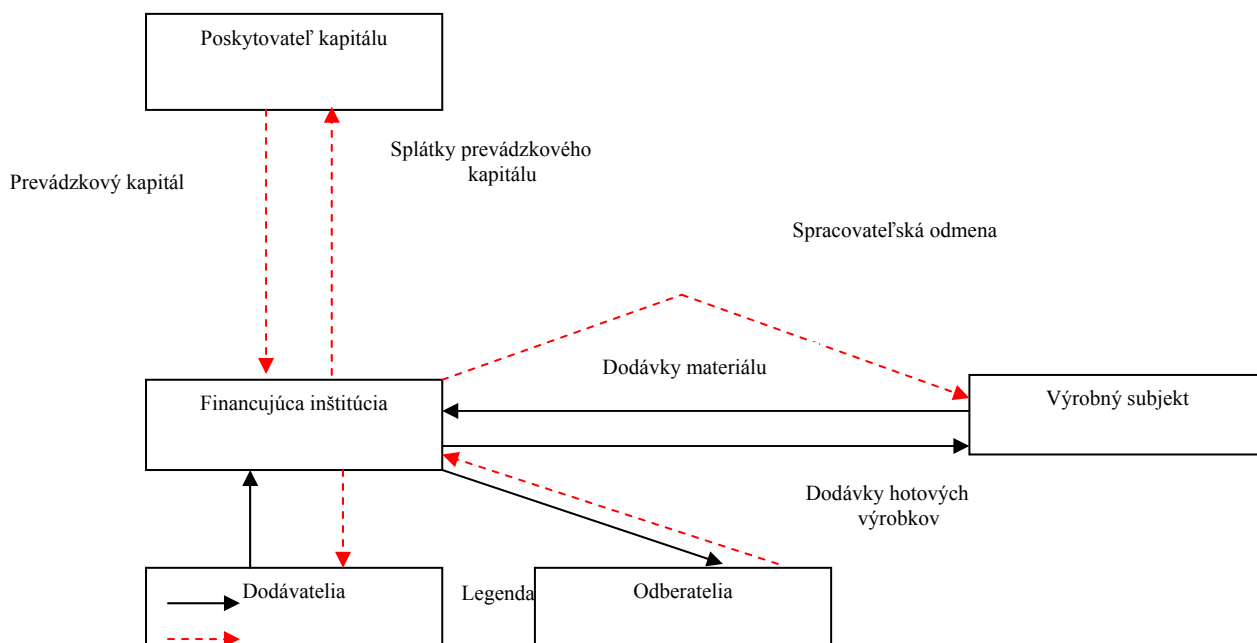 Poskytovateľ kapitálu
Splátky prevádzkového
kapitálu
Prevádzkový kapitál
Spracovateľská odmena
Dodávky materiálu
Financujúca inštitúcia
Výrobný subjekt
Dodávky hotových
výrobkov
Dodávatelia
Legenda
Odberatelia